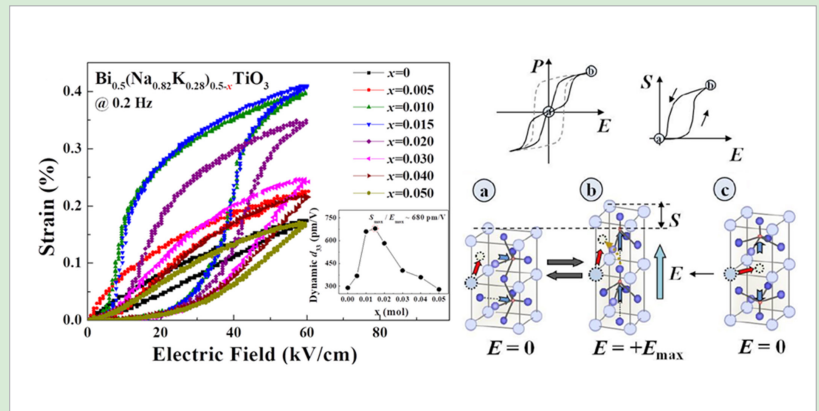 Bi0.5(Na0.82K0.28)0.5-xTiO3
@ 0.2 Hz
x=0
x=0.005
x=0.010
x=0.015
x=0.020
x=0.030
x=0.040
x=0.050
Strain (%)
0.4
0.3
0.2
0.1
0.0
0 20 40 60 80
Electric Field (kV/cm)
Smax / Emax ~ 680 pm/V
Dynamic d33 (pm/V)
750
600
450
300
0.00 0.01 0.02 0.03 0.04 0.05
x (mol)
P
b
a
E
S
b
a
E
a
b
c
S
E
E = 0
E = +Emax
E = 0